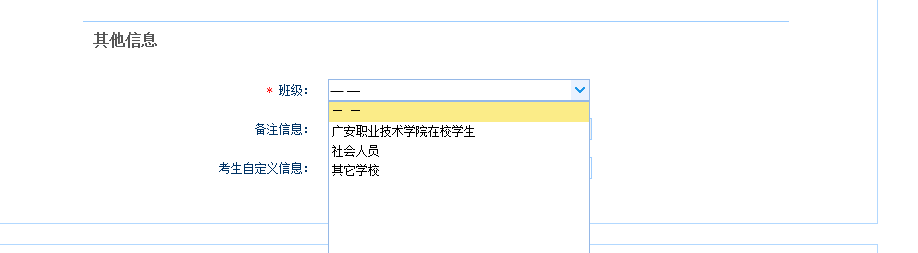 其他信息
* 班级： — —
— —
备注信息： 广安职业技术学院在校学生
社会人员
考生自定义信息： 其它学校